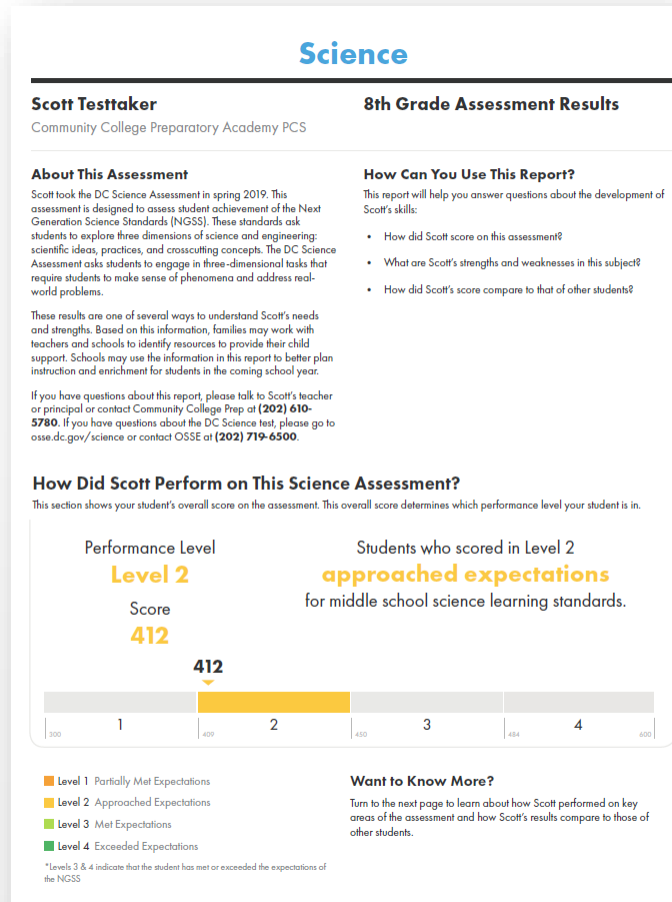 Science
Scott Testtaker
Community College Preparatory Academy PCS
8th Grade Assessment Results
About This Assessment
Scott took the DC Science Assessment in spring 2019. This
assessment is designed to assess student achievement of the Next
Generation Science Standards (NGSS). These standards ask
students to explore three dimensions of science and engineering:
scientific ideas, practices, and crosscutting concepts. The DC Science
Assessment asks students to engage in three-dimensional tasks that
require students to make sense of phenomena and address real-
world problems.
These results are one of several ways to understand Scott's needs
and strengths. Based on this information, families may work with
teachers and schools to identify resources to provide their child
support. Schools may use the information in this report to better plan
instruction and enrichment for students in the coming school year.
If you have questions about this report, please talk to Scott's teacher
or principal or contact Community College Prep at (202) 610-
5780. If you have questions about the DC Science test, please go to
osse.dc.gov/science or contact OSSE at (202) 719-6500.
How Can You Use This Report?
This report will help you answer questions about the development of
Scott's skills:
• How did Scott score on this assessment?
• What are Scott's strengths and weaknesses in this subject?
• How did Scott's score compare to that of other students?
How Did Scott Perform on This Science Assessment?
This section shows your student's overall score on the assessment. This overall score determines which performance level your student is in.
Performance Level
Level 2
Score
412
Students who scored in Level 2
approached expectations
for middle school science learning standards.
412
1 2 3 4
300 409 450 484 600
Level 1 Partially Met Expectations
Level 2 Approached Expectations
Level 3 Met Expectations
Level 4 Exceeded Expectations
*Levels 3 & 4 indicate that the student has met or exceeded the expectations of
the NGSS
Want to Know More?
Turn to the next page to learn about how Scott performed on key
areas of the assessment and how Scott's results compare to those of
other students.